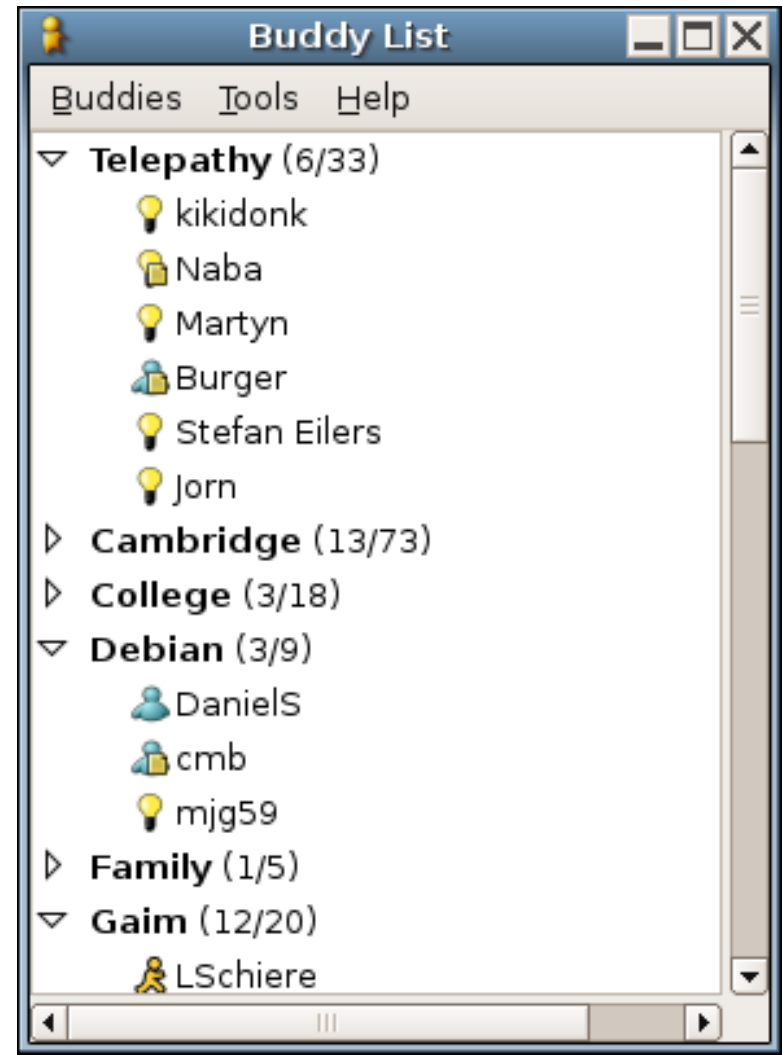 Buddy List
Buddies Tools Help
Telepathy (6/33)
kikidonk
Naba
Martyn
Burger
Stefan Eilers
Jorn
Cambridge (13/73)
College (3/18)
Debian (3/9)
DanielS
cmb
mjg59
Family (1/5)
Gaim (12/20)
LSchiere